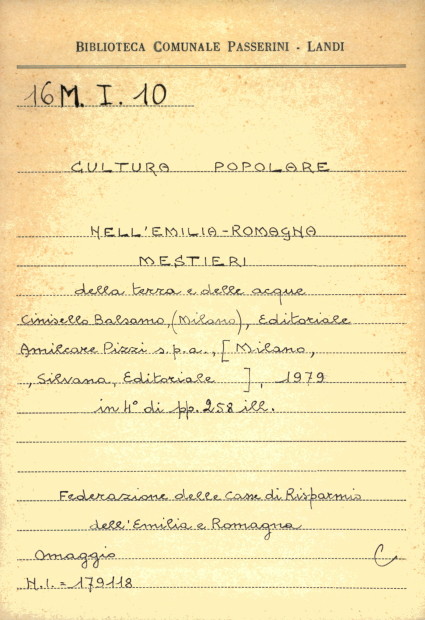 BIBLIOTECA COMUNALE PASSERINI - LANDI
16 M. I. 10
CULTURA POPOLARE
NELL'EMILIA-ROMAGNA
MESTIERI
della terra e delle acque
Cinisello Balsamo, (Milano), Editoriale
Amilcare Pizzi s.p.a., [Milano,
, Silvana, Editoriale ], 1979
in 4° di pp. 258 ill.
Federazione delle Casse di Risparmio
dell'Emilia e Romagna
Omaggio C
N.I. = 179118